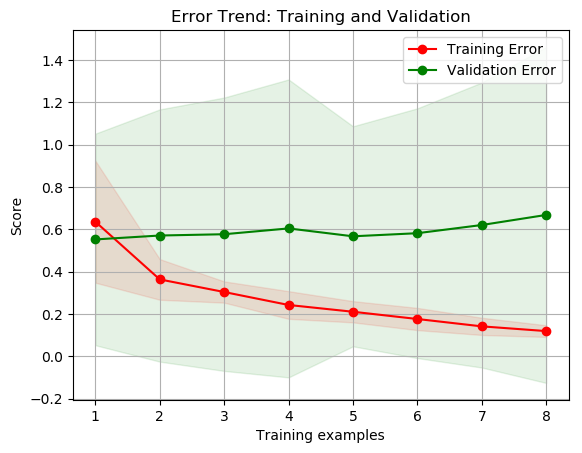 Error Trend: Training and Validation
Training Error
Validation Error
Score
1.4
1.2
1.0
0.8
0.6
0.4
0.2
0.0
−0.2
1 2 3 4 5 6 7 8
Training examples